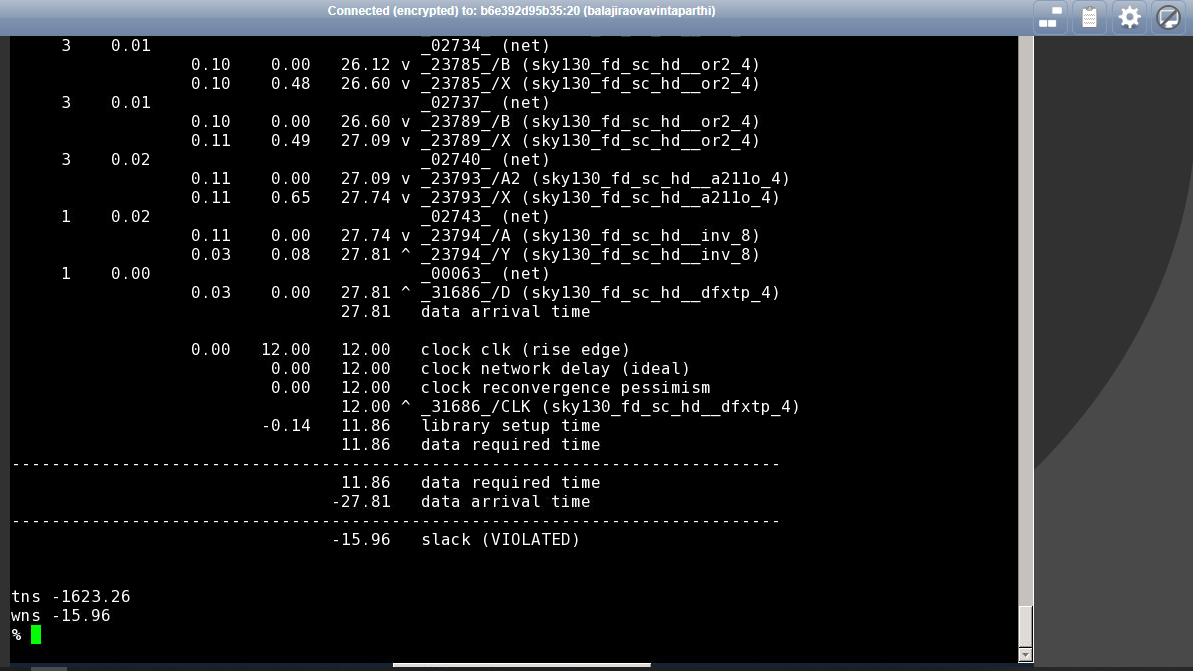 Connected (encrypted) to: b6e392d95b35:20 (balajiraovavintaparthi)
3 0.01 _02734_ (net)
0.10 0.00 26.12 v _23785_/B (sky130_fd_sc_hd__or2_4)
0.10 0.48 26.60 v _23785_/X (sky130_fd_sc_hd__or2_4)
3 0.01 _02737_ (net)
0.10 0.00 26.60 v _23789_/B (sky130_fd_sc_hd__or2_4)
0.11 0.49 27.09 v _23789_/X (sky130_fd_sc_hd__or2_4)
3 0.02 _02740_ (net)
0.11 0.00 27.09 v _23793_/A2 (sky130_fd_sc_hd__a211o_4)
0.11 0.65 27.74 v _23793_/X (sky130_fd_sc_hd__a211o_4)
1 0.02 _02743_ (net)
0.11 0.00 27.74 v _23794_/A (sky130_fd_sc_hd__inv_8)
0.03 0.08 27.81 ^ _23794_/Y (sky130_fd_sc_hd__inv_8)
1 0.00 _00063_ (net)
0.03 0.00 27.81 ^ _31686_/D (sky130_fd_sc_hd__dfxtp_4)
27.81 data arrival time
0.00 12.00 12.00 clock clk (rise edge)
0.00 12.00 clock network delay (ideal)
0.00 12.00 clock reconvergence pessimism
12.00 ^ _31686_/CLK (sky130_fd_sc_hd__dfxtp_4)
-0.14 11.86 library setup time
11.86 data required time
-----------------------------------------------------------------------------
11.86 data required time
-27.81 data arrival time
-----------------------------------------------------------------------------
-15.96 slack (VIOLATED)
tns -1623.26
wns -15.96
%